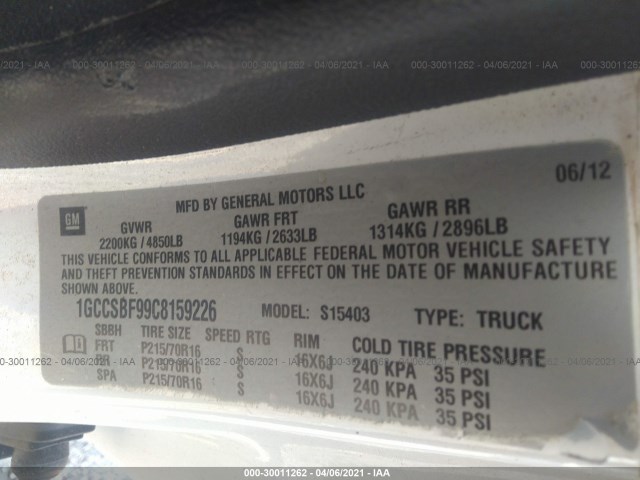 000-30011262 - 04/06/2021 - IAA 000-30011262 - 04/06/2021 - IAA 000-30011262 - 04/06/2021 - IAA
06/12
MFD BY GENERAL MOTORS LLC
GM
GVWR GAWR FRT GAWR RR
2200KG / 4850LB 1194KG / 2633LB 1314KG / 2896LB
THIS VEHICLE CONFORMS TO ALL APPLICABLE FEDERAL MOTOR VEHICLE SAFETY
AND THEFT PREVENTION STANDARDS IN EFFECT ON THE DATE OF MANUFACTURE
SHOWN ABOVE.
1GCCSBF99C8159226 MODEL: S15403 TYPE: TRUCK
SBBH TIRE SIZE SPEED RTG RIM COLD TIRE PRESSURE
FRT P215/70R16 S 16X6J 240 KPA 35 PSI
RR P215/70R16 S 16X6J 240 KPA 35 PSI
SPA P215/70R16 S 16X6J 240 KPA 35 PSI
000-30011262 - 04/06/2021 - IAA 000-30011262 - 04/06/2021 - IAA
000-30011262 - 04/06/2021 - IAA